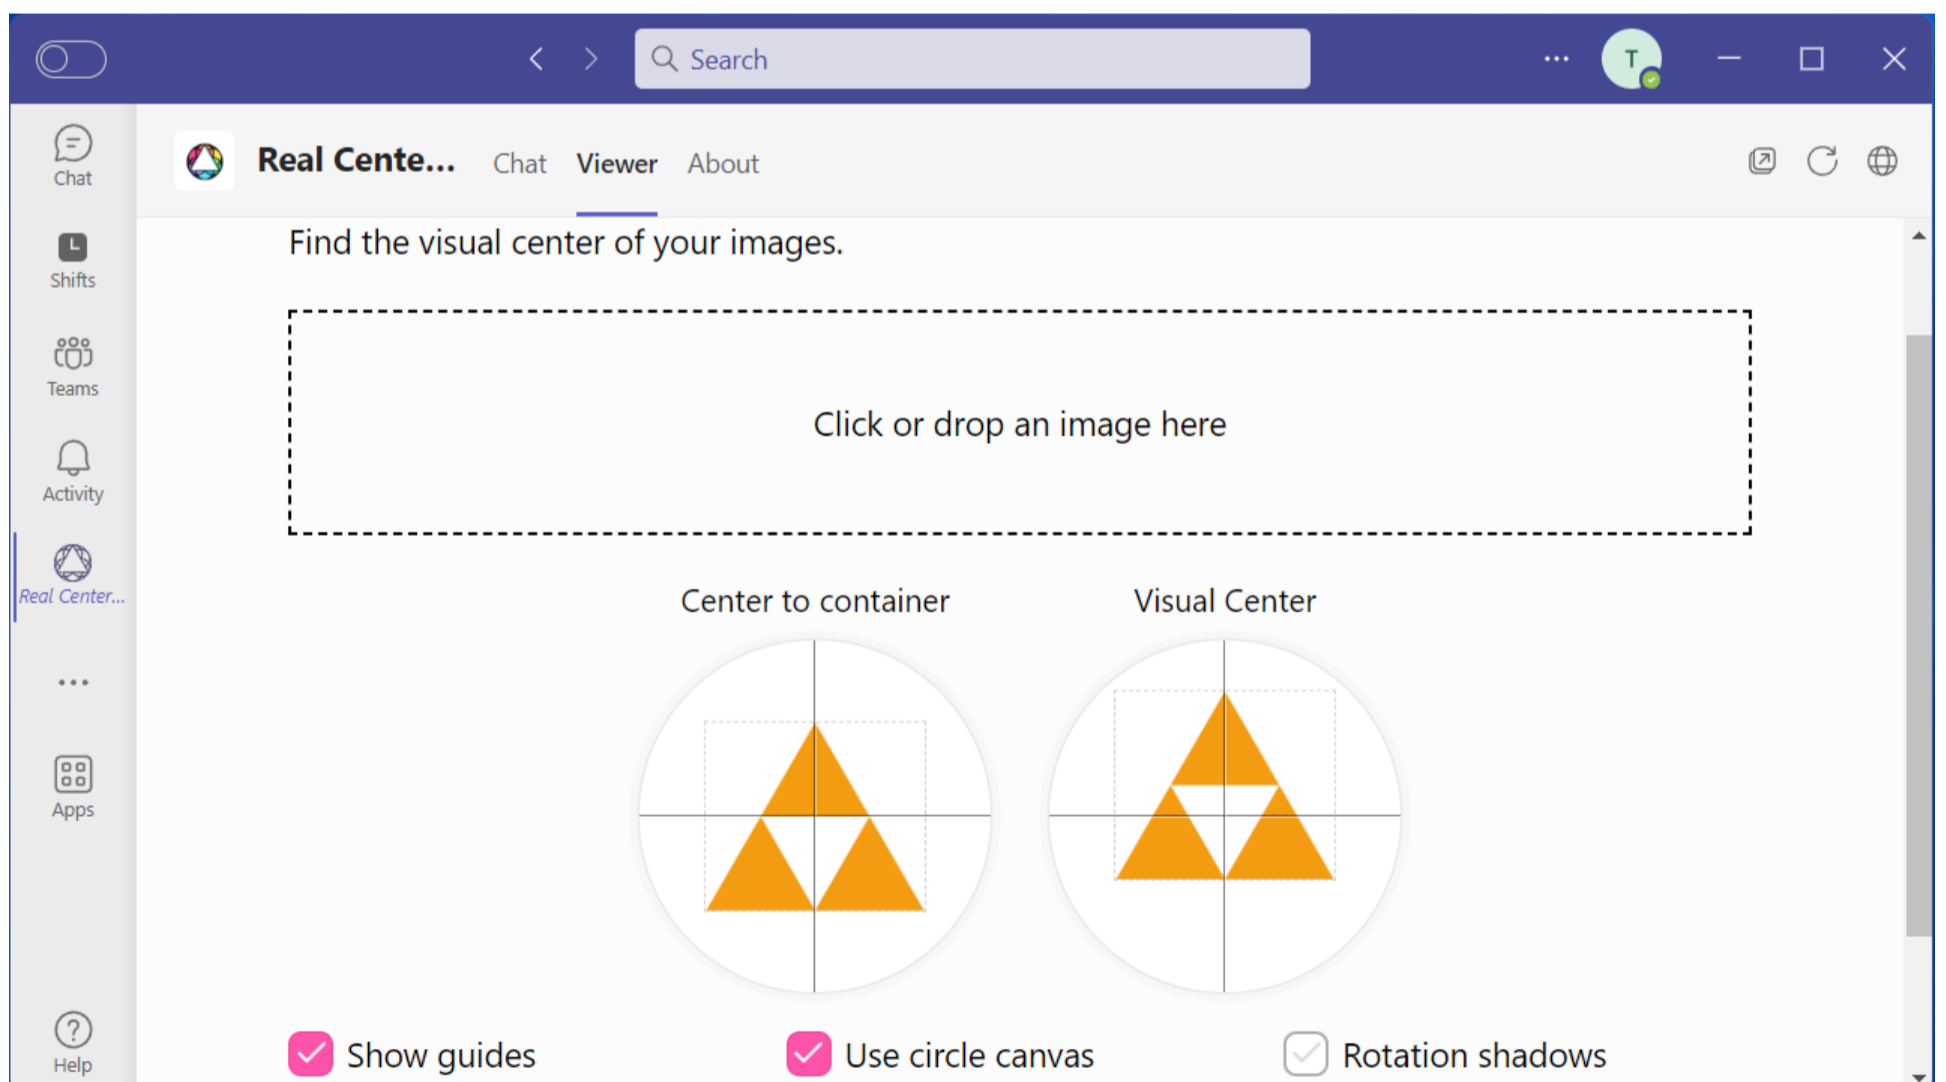 Search
T
Chat
Shifts
Teams
Activity
Real Center...
Apps
Help
Real Cente...
Chat
Viewer
About
Find the visual center of your images.
Click or drop an image here
Center to container
Visual Center
Show guides
Use circle canvas
Rotation shadows